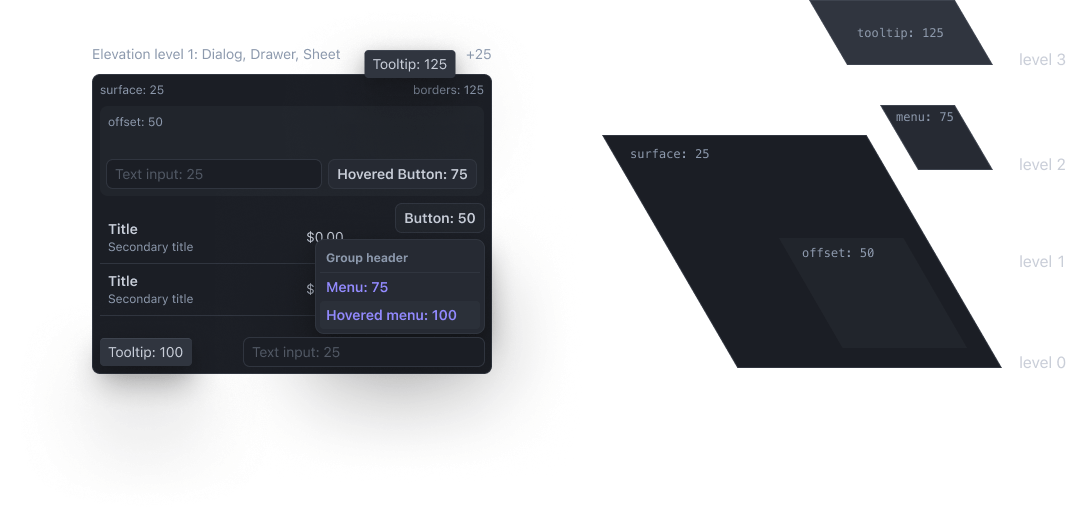 Elevation level 1: Dialog, Drawer, Sheet
+25
Tooltip: 125
surface: 25
borders: 125
offset: 50
Text input: 25
Hovered Button: 75
Button: 50
Title
Secondary title
$0.00
Group header
Menu: 75
Hovered menu: 100
Title
Secondary title
$
Tooltip: 100
Text input: 25
tooltip: 125
level 3
menu: 75
level 2
surface: 25
offset: 50
level 1
level 0